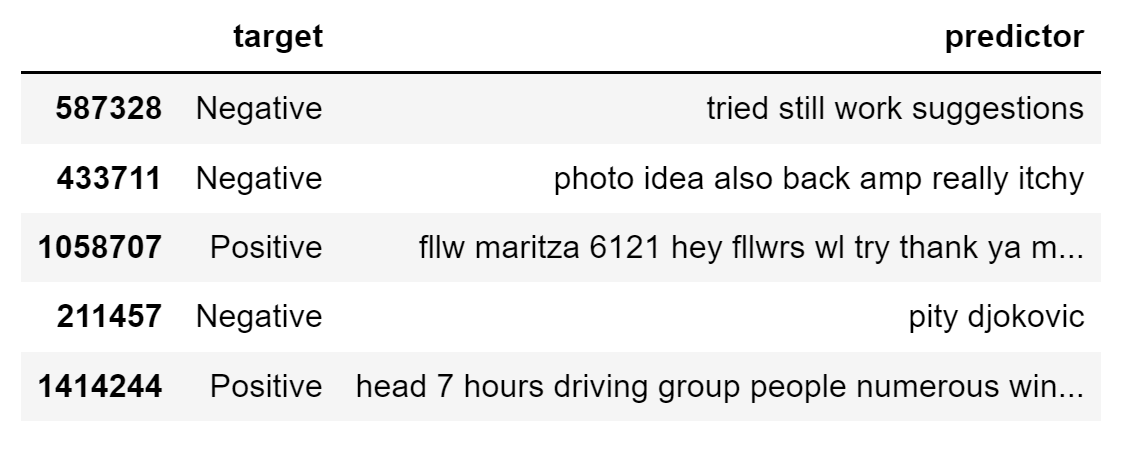 target predictor
587328 Negative tried still work suggestions
433711 Negative photo idea also back amp really itchy
1058707 Positive fllw maritza 6121 hey fllwrs wl try thank ya m...
211457 Negative pity djokovic
1414244 Positive head 7 hours driving group people numerous win...